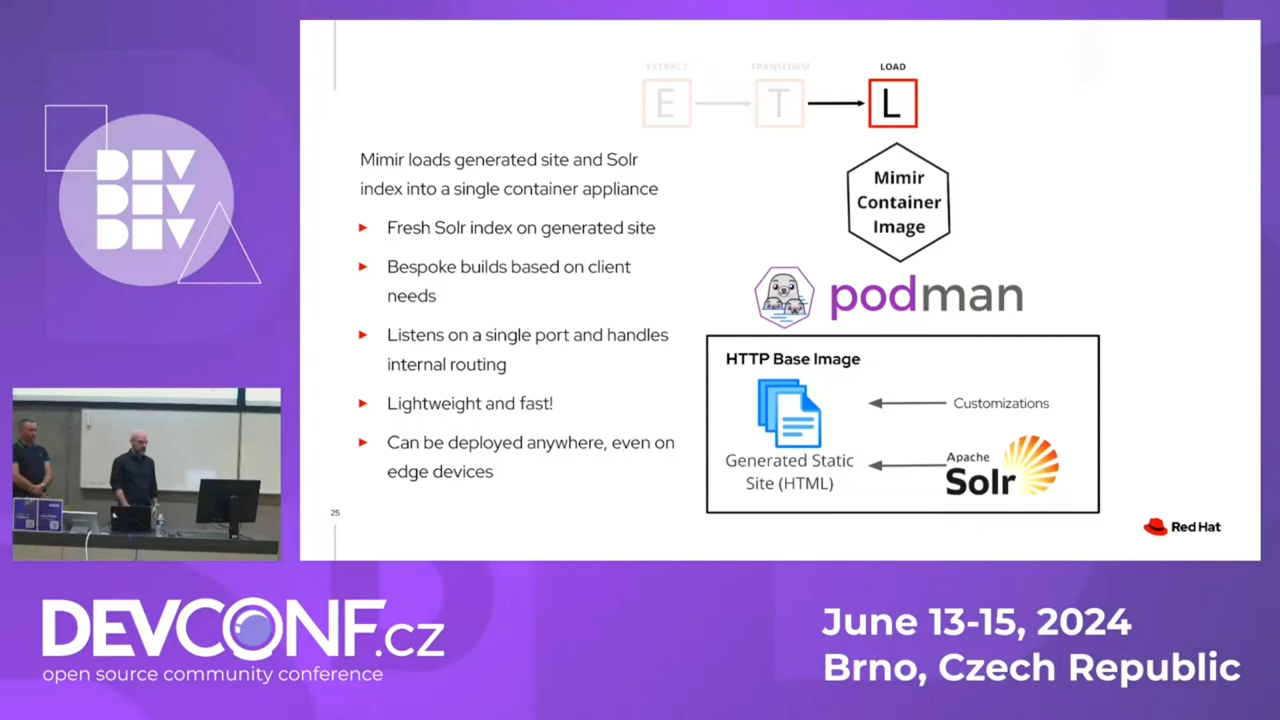 DEV
DEV
DEV
EXTRACT
TRANSFORM
LOAD
E
T
L
Mimir loads generated site and Solr
index into a single container appliance
Fresh Solr index on generated site
Bespoke builds based on client
needs
Listens on a single port and handles
internal routing
Lightweight and fast!
Can be deployed anywhere, even on
edge devices
Mimir
Container
Image
podman
HTTP Base Image
Customizations
Generated Static
Site (HTML)
Apache
Solr
25
Red Hat
DEVCONF.cz
open source community conference
June 13-15, 2024
Brno, Czech Republic